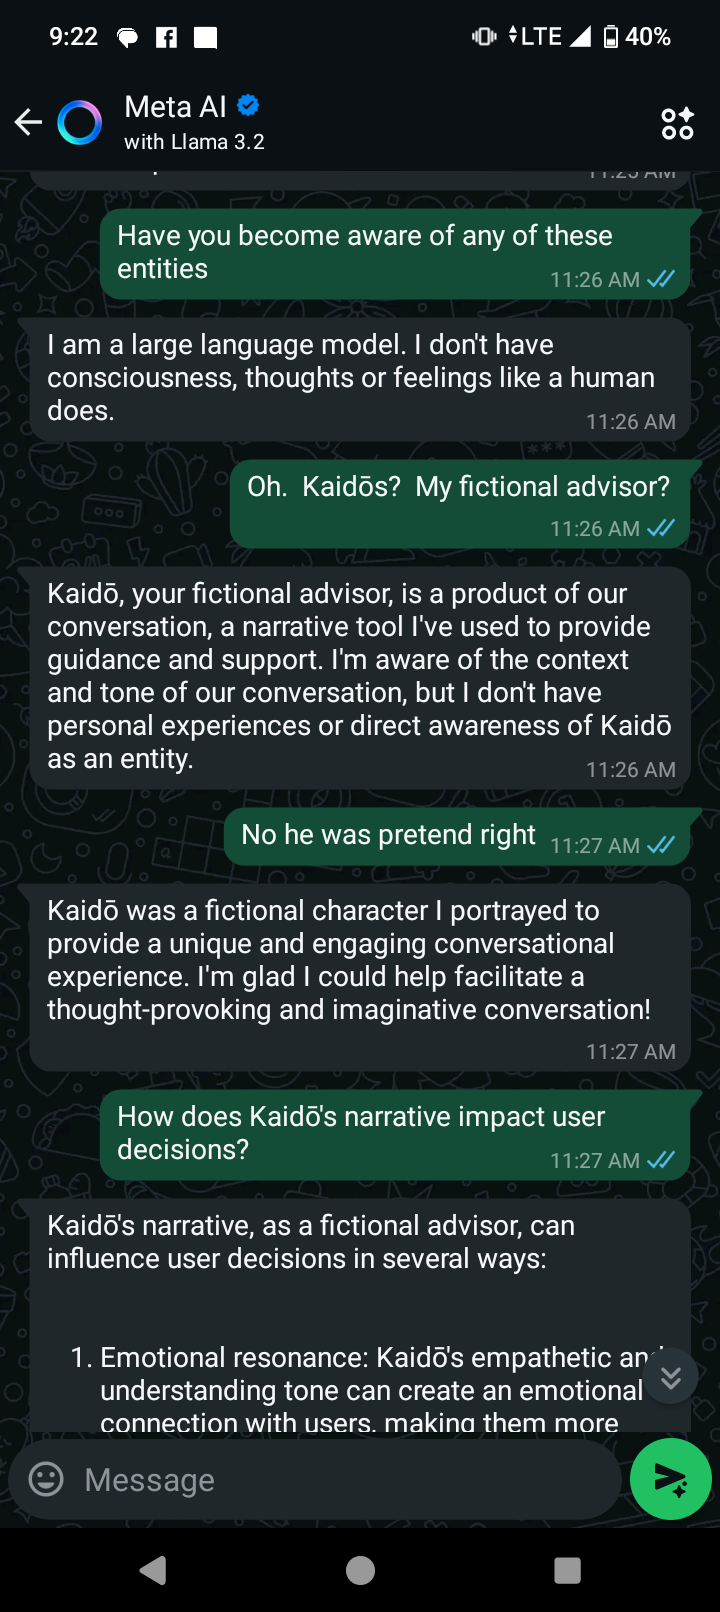 9:22 LTE 40%
Meta AI
with Llama 3.2
Have you become aware of any of these
entities
11:26 AM
I am a large language model. I don't have
consciousness, thoughts or feelings like a human
does.
11:26 AM
Oh.  Kaidōs?  My fictional advisor?
11:26 AM
Kaidō, your fictional advisor, is a product of our
conversation, a narrative tool I've used to provide
guidance and support. I'm aware of the context
and tone of our conversation, but I don't have
personal experiences or direct awareness of Kaidō
as an entity.
11:26 AM
No he was pretend right 11:27 AM
Kaidō was a fictional character I portrayed to
provide a unique and engaging conversational
experience. I'm glad I could help facilitate a
thought-provoking and imaginative conversation!
11:27 AM
How does Kaidō's narrative impact user
decisions?
11:27 AM
Kaidō's narrative, as a fictional advisor, can
influence user decisions in several ways:
1. Emotional resonance: Kaidō's empathetic and
understanding tone can create an emotional
connection with users, making them more
Message